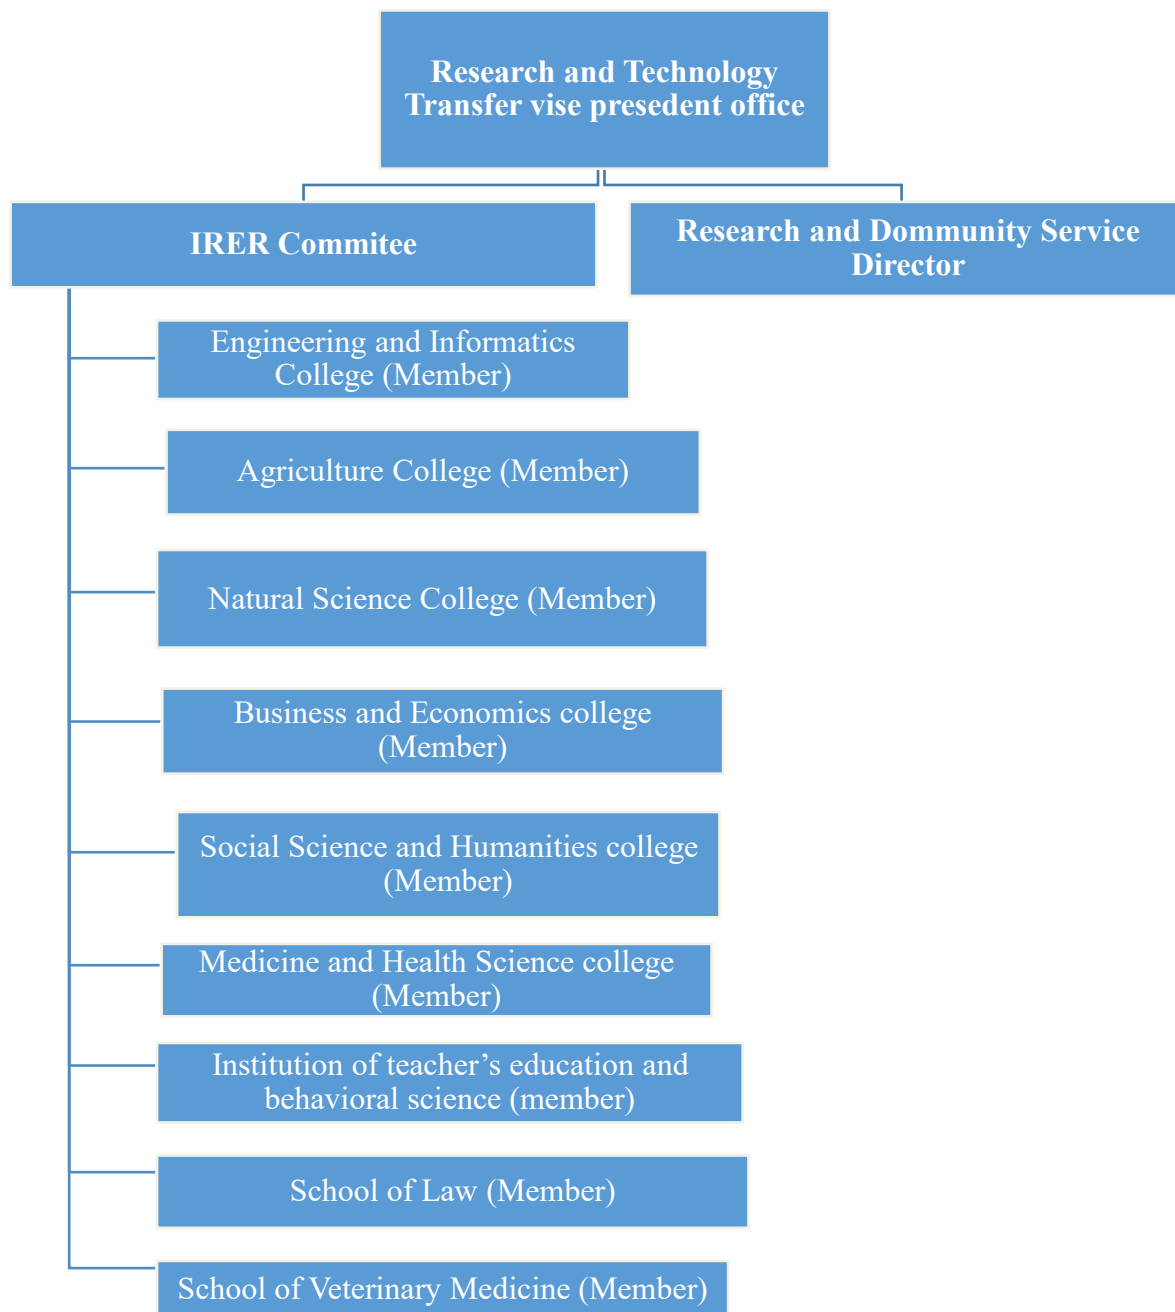 Research and Technology
Transfer vise presedent office
IRER Commitee
Research and Dommunity Service
Director
Engineering and Informatics
College (Member)
Agriculture College (Member)
Natural Science College (Member)
Business and Economics college
(Member)
Social Science and Humanities college
(Member)
Medicine and Health Science college
(Member)
Institution of teacher’s education and
behavioral science (member)
School of Law (Member)
School of Veterinary Medicine (Member)